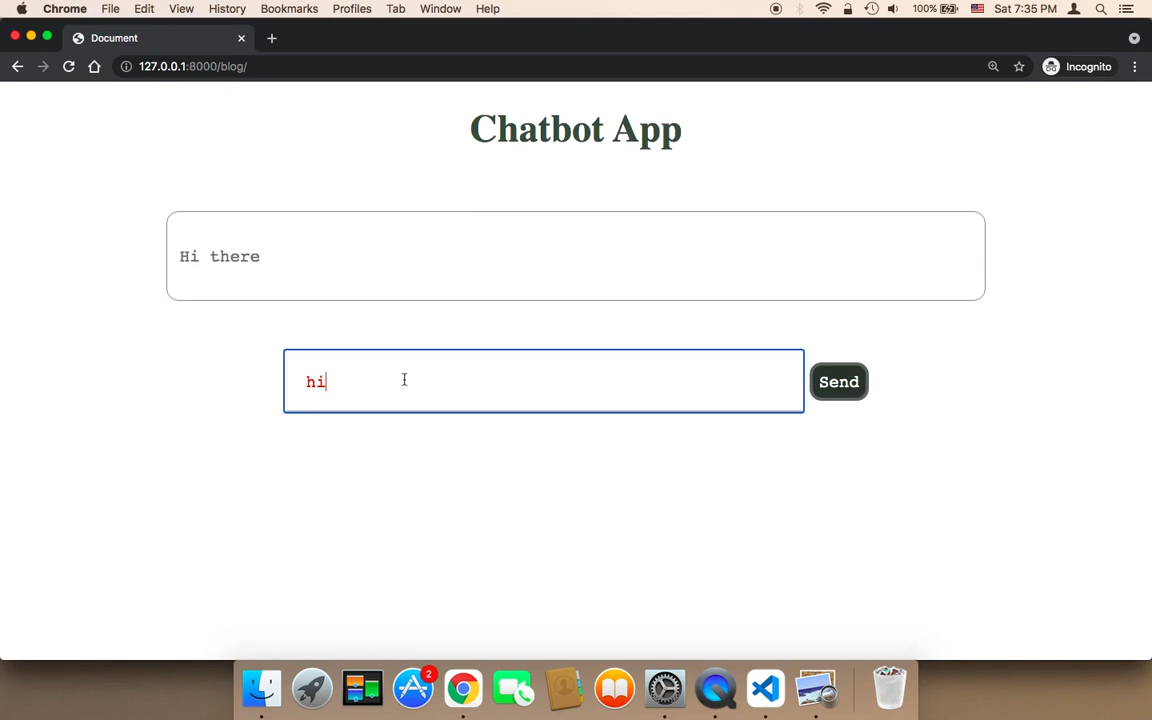 Chrome File Edit View History Bookmarks Profiles Tab Window Help 100% Sat 7:35 PM
Document
127.0.0.1:8000/blog/ Incognito
Chatbot App
Hi there
hi
Send
2